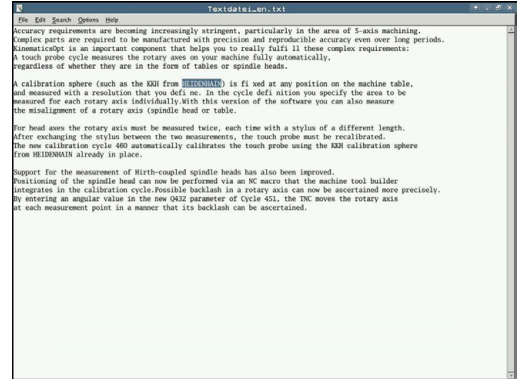 Textdatei_en.txt
File Edit Search Options Help
Accuracy requirements are becoming increasingly stringent, particularly in the area of 5-axis machining.
Complex parts are required to be manufactured with precision and reproducible accuracy even over long periods.
KinematicsOpt is an important component that helps you to really fulfi ll these complex requirements:
A touch probe cycle measures the rotary axes on your machine fully automatically,
regardless of whether they are in the form of tables or spindle heads.
A calibration sphere (such as the KKH from HEIDENHAIN) is fi xed at any position on the machine table,
and measured with a resolution that you defi ne. In the cycle defi nition you specify the area to be
measured for each rotary axis individually.With this version of the software you can also measure
the misalignment of a rotary axis (spindle head or table.
For head axes the rotary axis must be measured twice, each time with a stylus of a different length.
After exchanging the stylus between the two measurements, the touch probe must be recalibrated.
The new calibration cycle 460 automatically calibrates the touch probe using the KKH calibration sphere
from HEIDENHAIN already in place.
Support for the measurement of Hirth-coupled spindle heads has also been improved.
Positioning of the spindle head can now be performed via an NC macro that the machine tool builder
integrates in the calibration cycle.Possible backlash in a rotary axis can now be ascertained more precisely.
By entering an angular value in the new Q432 parameter of Cycle 451, the TNC moves the rotary axis
at each measurement point in a manner that its backlash can be ascertained.